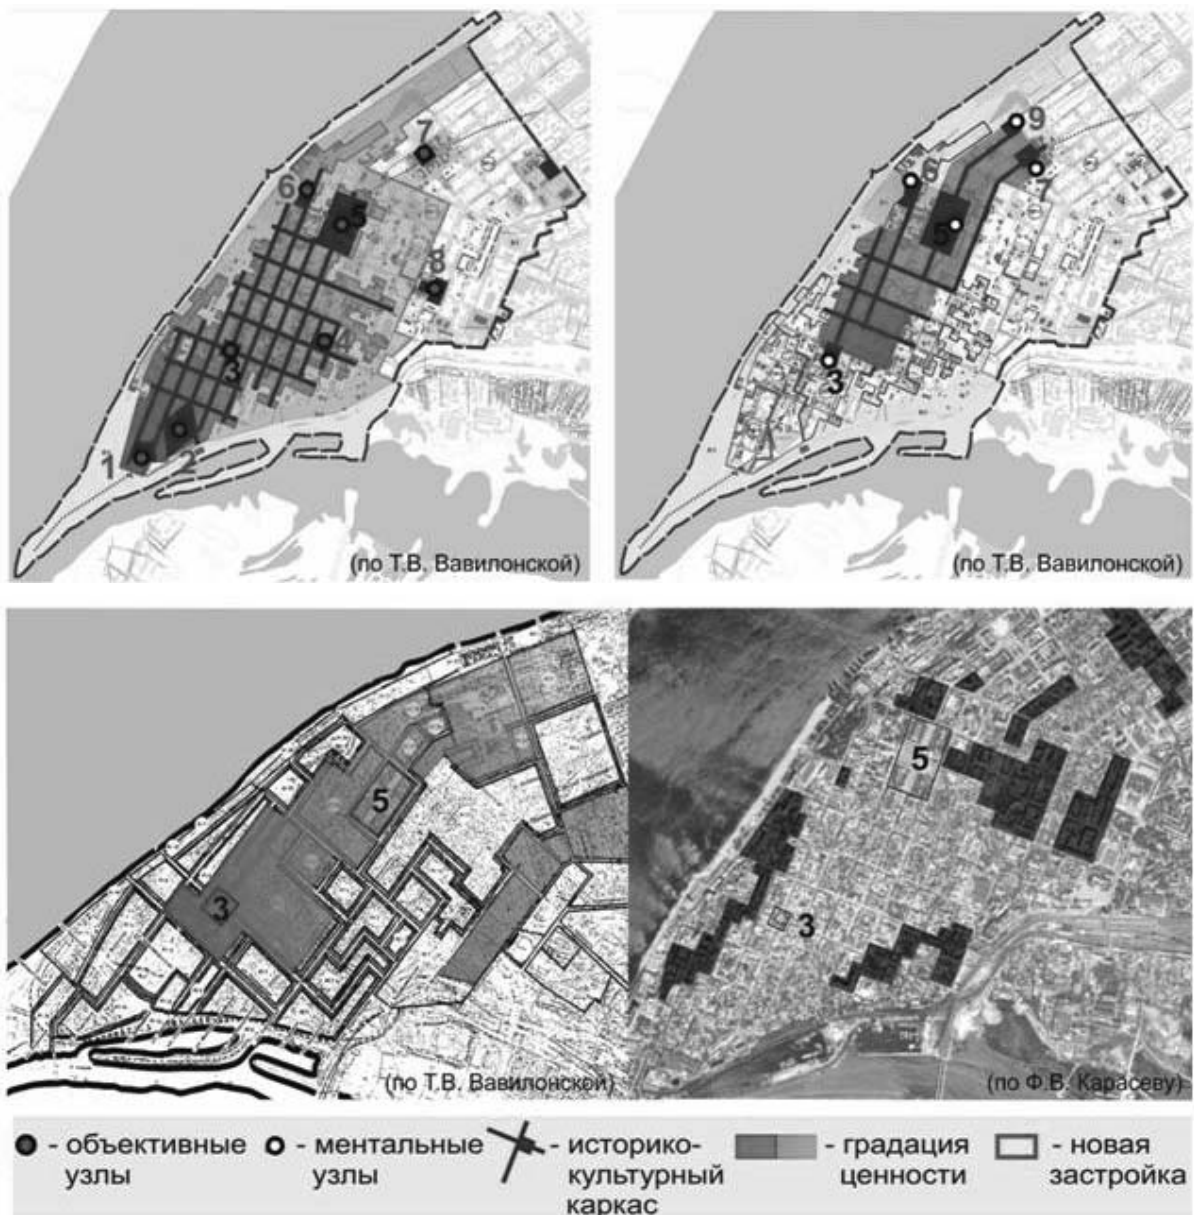 7
6
5
8
4
3
1
2
(по Т.В. Вавилонской)
9
6
7
5
3
(по Т.В. Вавилонской)
5
3
(по Т.В. Вавилонской)
5
3
(по Ф.В. Карасеву)
- объективные
узлы
- ментальные
узлы
- историко-
культурный
каркас
- градация
ценности
- новая
застройка